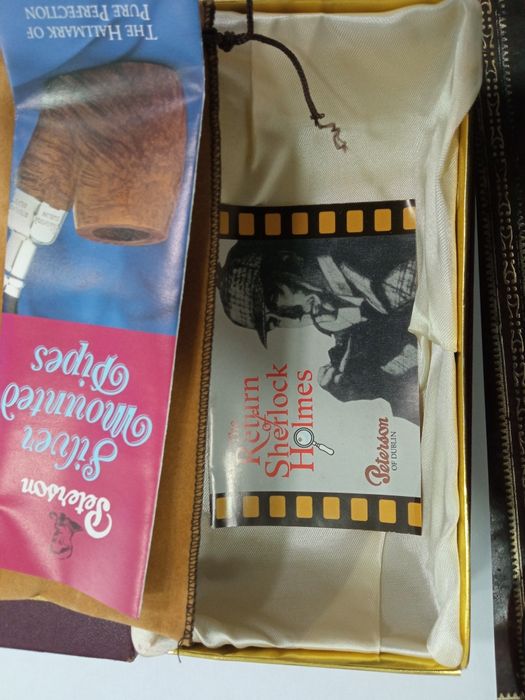 THE HALLMARK OF
PURE PERFECTION
Peterson
Silver
Mounted
Pipes
The
Return
of
Sherlock
Holmes
Peterson
OF DUBLIN